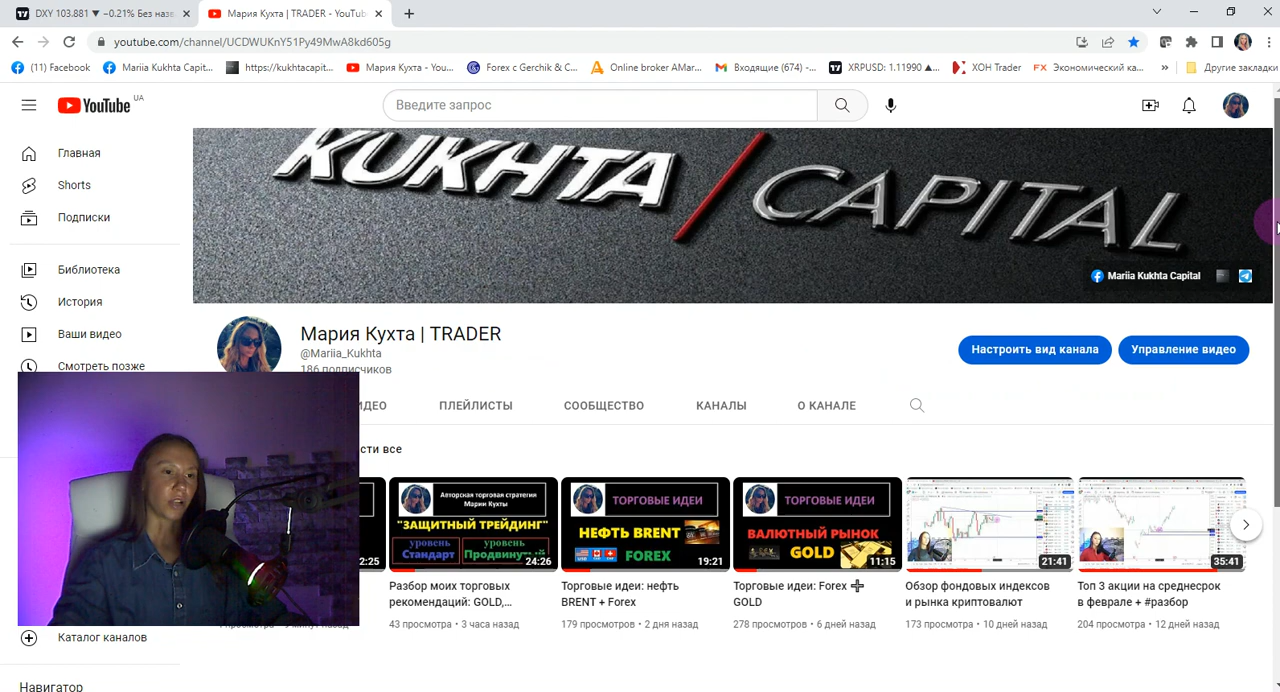 DXY 103.881 ▼ −0.21% Без назв
Мария Кухта | TRADER - YouTub
youtube.com/channel/UCDWUKnY51Py49MwA8kd605g
(11) Facebook
Mariia Kukhta Capit...
https://kukhtacapit...
Мария Кухта - You...
Forex с Gerchik & C...
Online broker AMar...
Входящие (674) -...
XRPUSD: 1.11990 ▲...
XOH Trader
FX Экономический ка...
»
Другие закладки
YouTube UA
Введите запрос
Главная
Shorts
Подписки
Библиотека
История
Ваши видео
Смотреть позже
Каталог каналов
Навигатор
KUKHTA / CAPITAL
Mariia Kukhta Capital
Мария Кухта | TRADER
@Mariia_Kukhta
186 подписчиков
Настроить вид канала
Управление видео
ИДЕО
ПЛЕЙЛИСТЫ
СООБЩЕСТВО
КАНАЛЫ
О КАНАЛЕ
сти все
2:25
Авторская торговая стратегия
Марии Кухты
"ЗАЩИТНЫЙ ТРЕЙДИНГ"
уровень Стандарт
уровень Продвинутый
24:26
Разбор моих торговых
рекомендаций: GOLD,...
43 просмотра • 3 часа назад
ТОРГОВЫЕ ИДЕИ
НЕФТЬ BRENT
FOREX
19:21
Торговые идеи: нефть
BRENT + Forex
179 просмотров • 2 дня назад
ТОРГОВЫЕ ИДЕИ
ВАЛЮТНЫЙ РЫНОК
GOLD
11:15
Торговые идеи: Forex ➕
GOLD
278 просмотров • 6 дней назад
21:41
Обзор фондовых индексов
и рынка криптовалют
173 просмотра • 10 дней назад
35:41
Топ 3 акции на среднесрок
в феврале + #разбор
204 просмотра • 12 дней назад